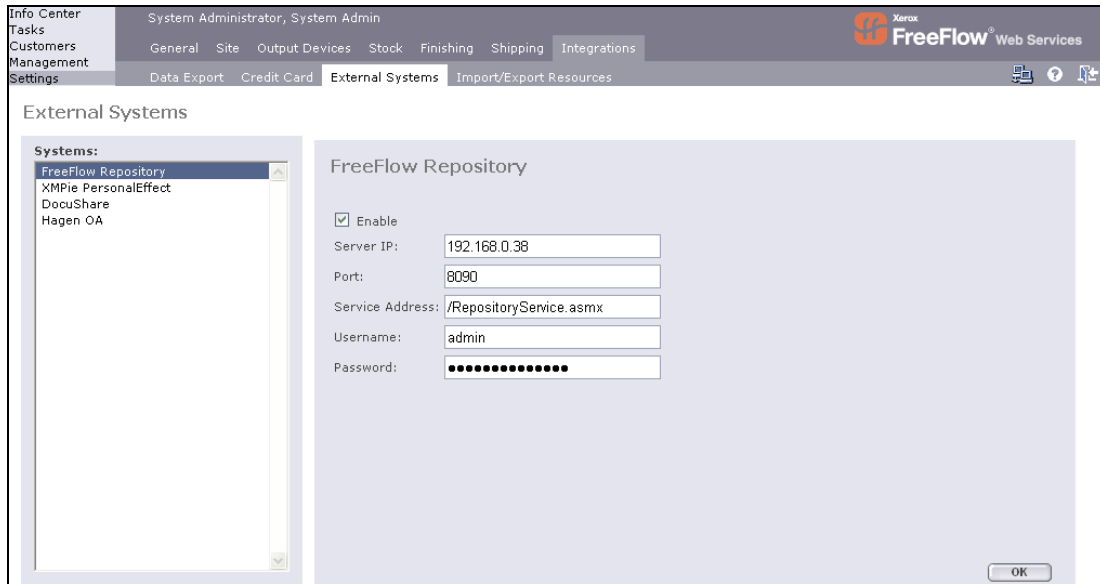 Info Center
Tasks
Customers
Management
Settings
System Administrator, System Admin
General Site Output Devices Stock Finishing Shipping Integrations
Xerox
FreeFlow® Web Services
Data Export Credit Card External Systems Import/Export Resources
External Systems
Systems:
FreeFlow Repository
XMPie PersonalEffect
DocuShare
Hagen OA
FreeFlow Repository
Enable
Server IP: 192.168.0.38
Port: 8090
Service Address: /RepositoryService.asmx
Username: admin
Password: ●●●●●●●●●●●●●●
OK